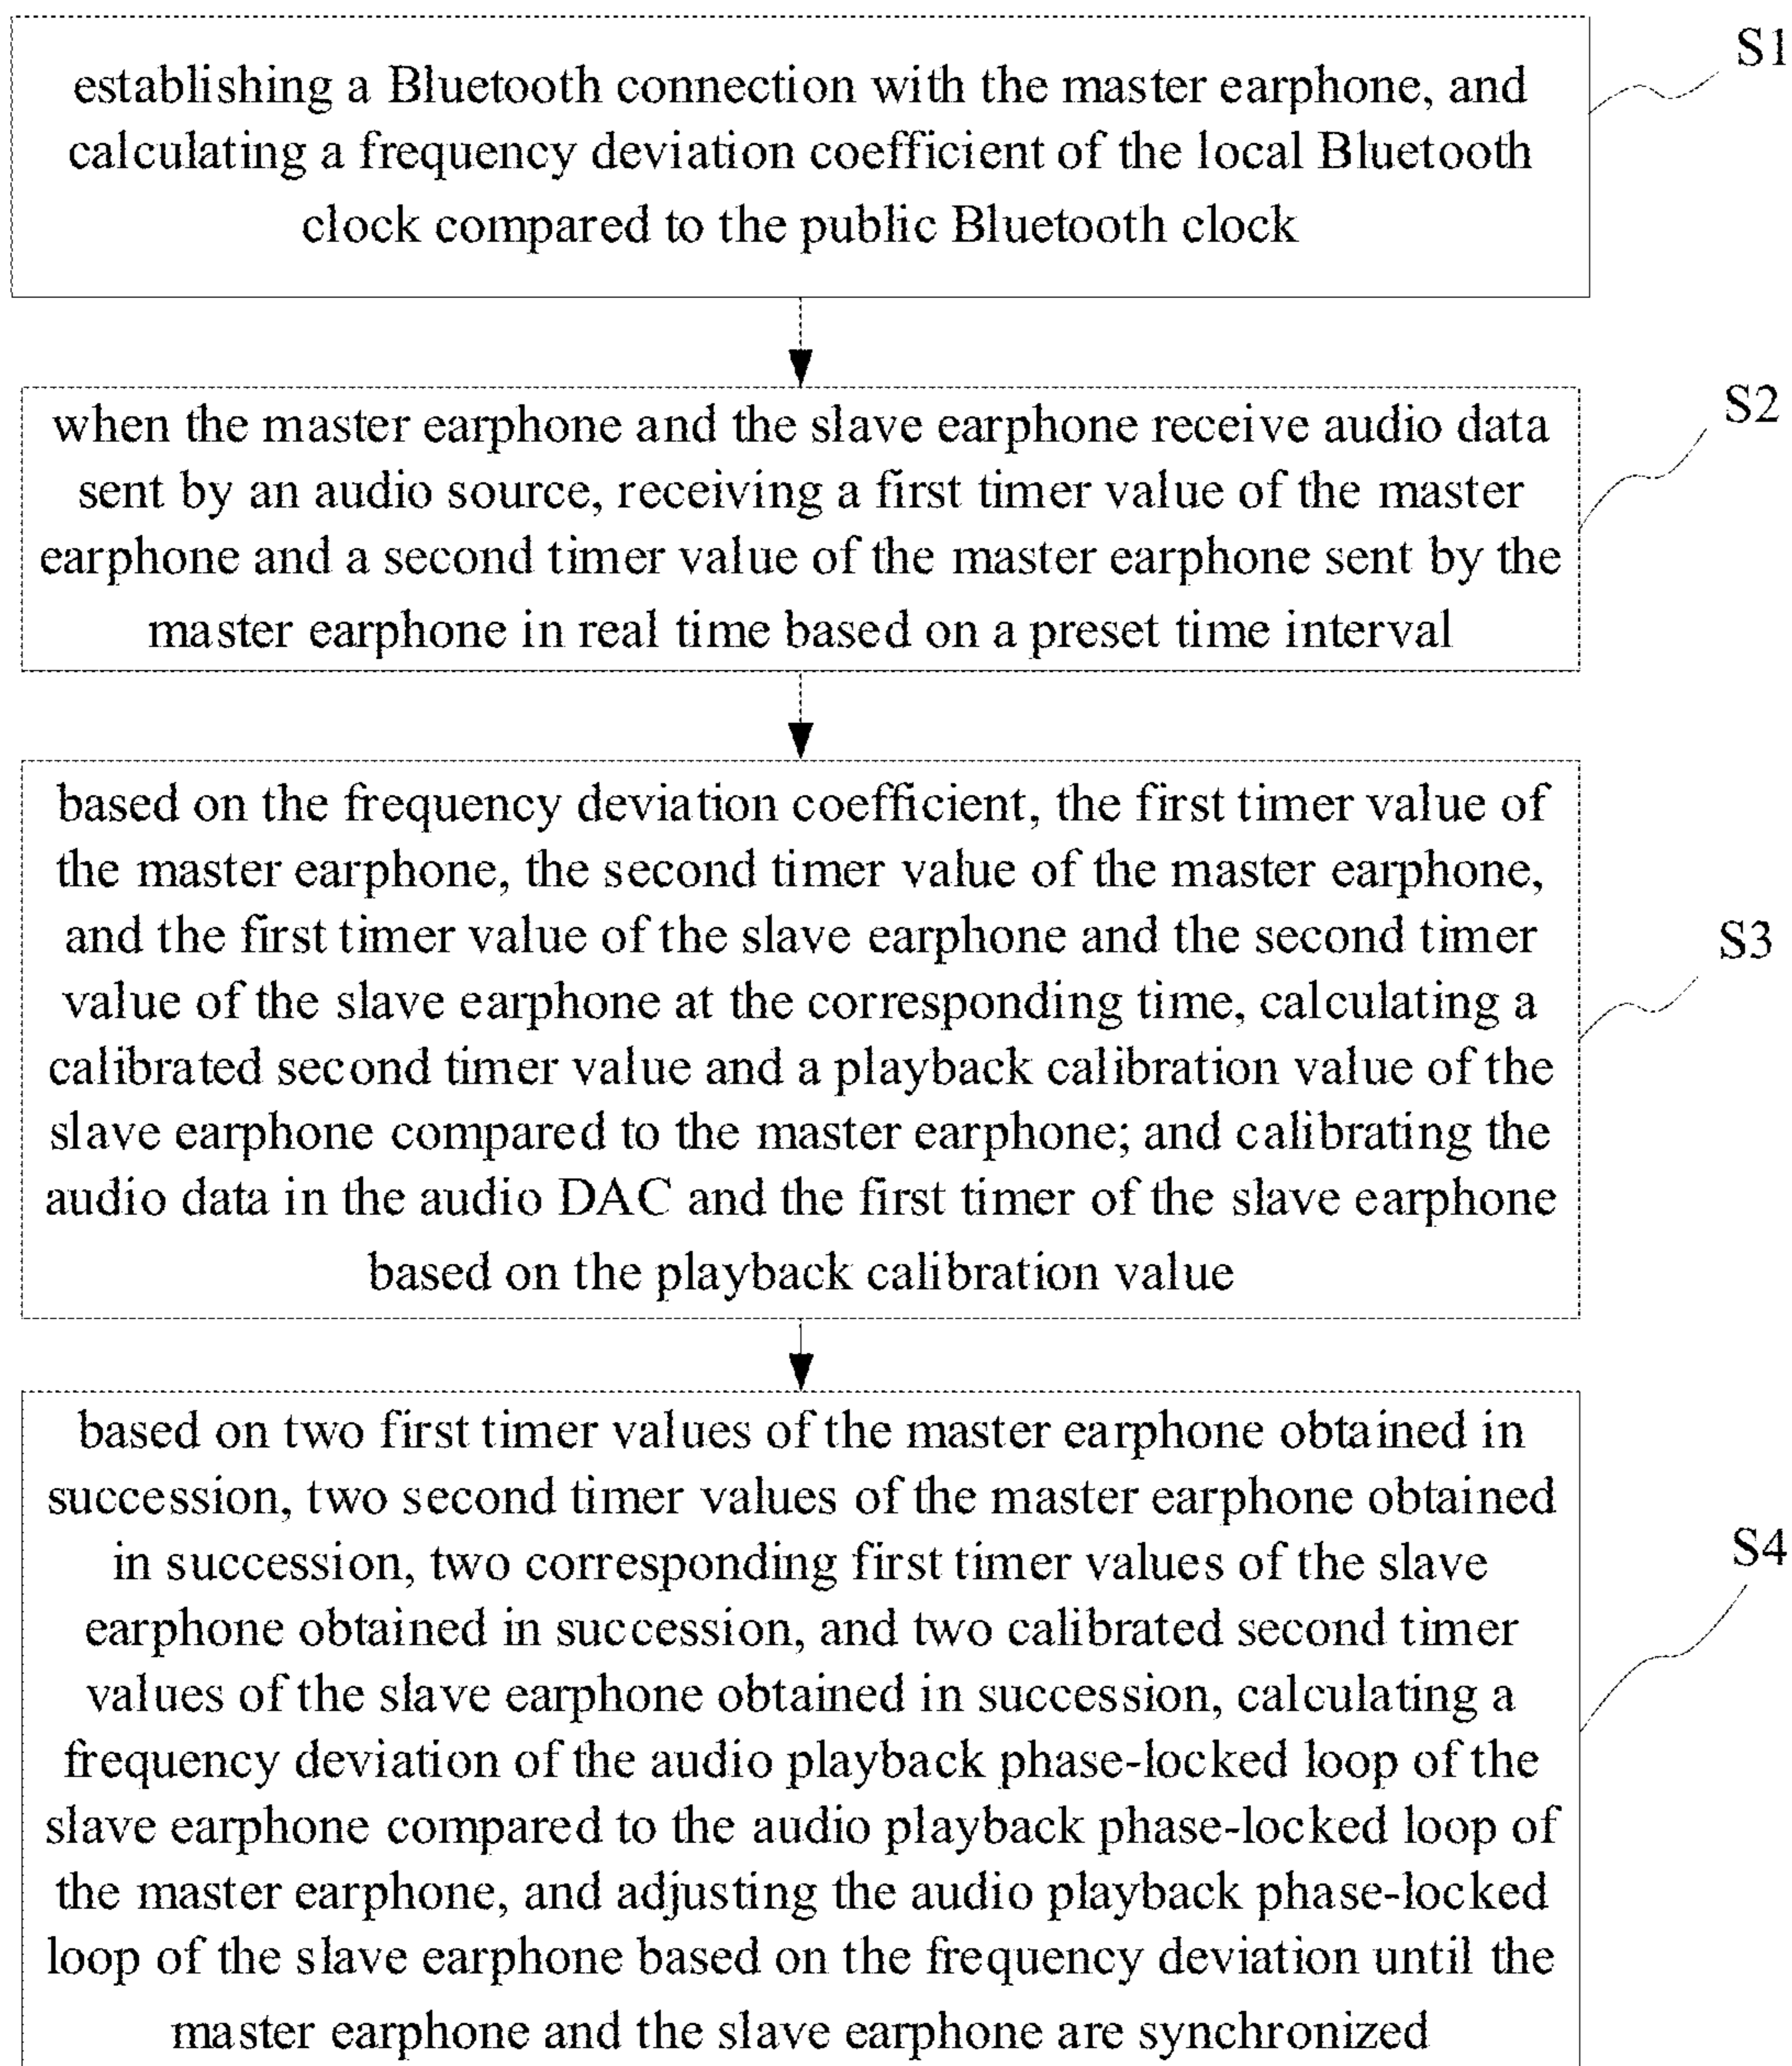 establishing a Bluetooth connection with the master earphone, and
calculating a frequency deviation coefficient of the local Bluetooth
clock compared to the public Bluetooth clock
S1
when the master earphone and the slave earphone receive audio data
sent by an audio source, receiving a first timer value of the master
earphone and a second timer value of the master earphone sent by the
master earphone in real time based on a preset time interval
S2
based on the frequency deviation coefficient, the first timer value of
the master earphone, the second timer value of the master earphone,
and the first timer value of the slave earphone and the second timer
value of the slave earphone at the corresponding time, calculating a
calibrated second timer value and a playback calibration value of the
slave earphone compared to the master earphone; and calibrating the
audio data in the audio DAC and the first timer of the slave earphone
based on the playback calibration value
S3
based on two first timer values of the master earphone obtained in
succession, two second timer values of the master earphone obtained
in succession, two corresponding first timer values of the slave
earphone obtained in succession, and two calibrated second timer
values of the slave earphone obtained in succession, calculating a
frequency deviation of the audio playback phase-locked loop of the
slave earphone compared to the audio playback phase-locked loop of
the master earphone, and adjusting the audio playback phase-locked
loop of the slave earphone based on the frequency deviation until the
master earphone and the slave earphone are synchronized
S4